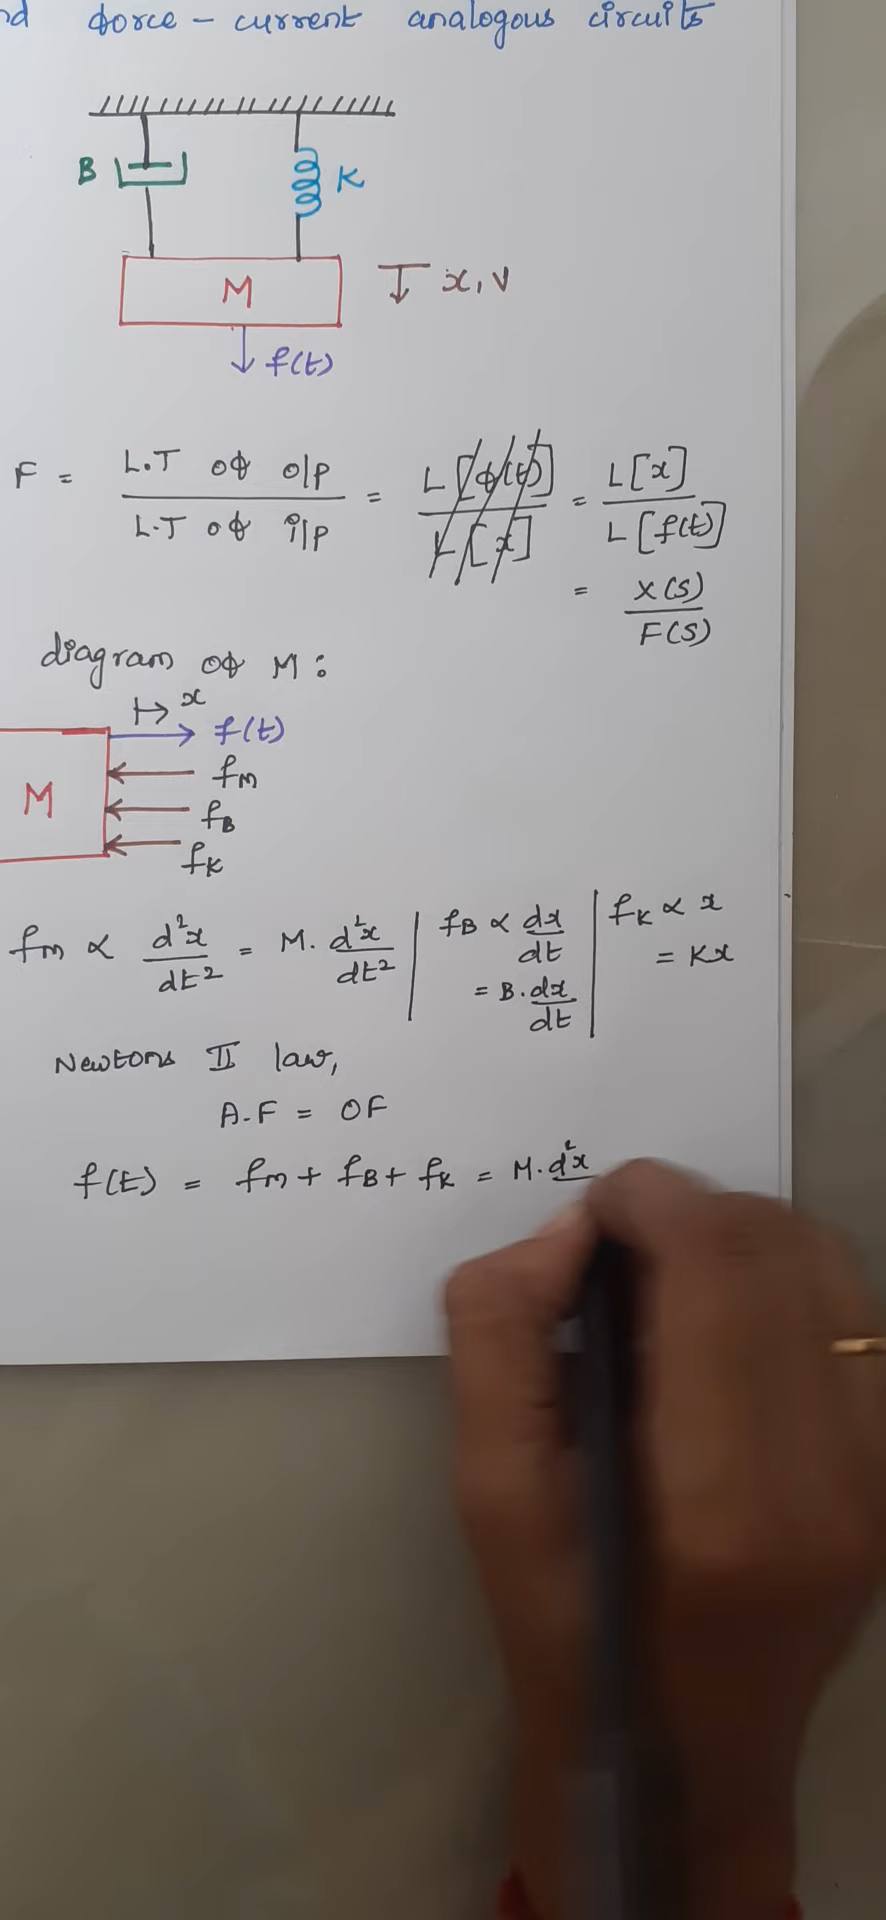 nd force - current analogous circuits
B
K
M
x, v
f(t)
F = L.T of o/p / L.T of i/p = L[f(t)] / L[x] = L[x] / L[f(t)]
= X(S) / F(S)
diagram of M :
x
f(t)
fM
M
fB
fK
fm ∝ d²x/dt² = M. d²x/dt² | fB ∝ dx/dt = B. dx/dt | fK ∝ x = Kx
Newtons II law,
A.F = OF
f(t) = fm + fB + fK = M. d²x